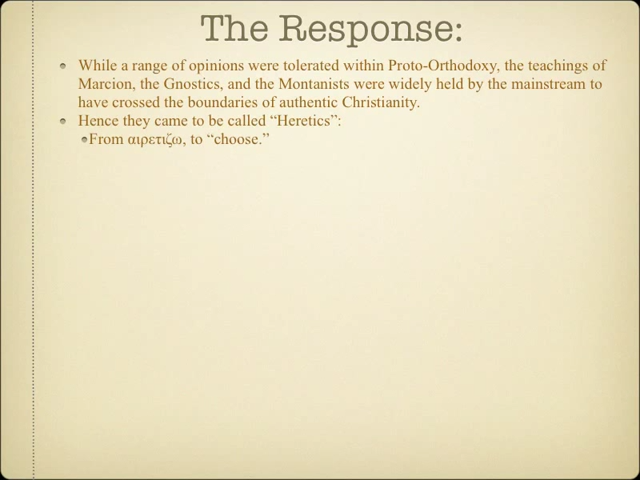 The Response:
While a range of opinions were tolerated within Proto-Orthodoxy, the teachings of
Marcion, the Gnostics, and the Montanists were widely held by the mainstream to
have crossed the boundaries of authentic Christianity.
Hence they came to be called “Heretics”:
From αιρετιζω, to “choose.”